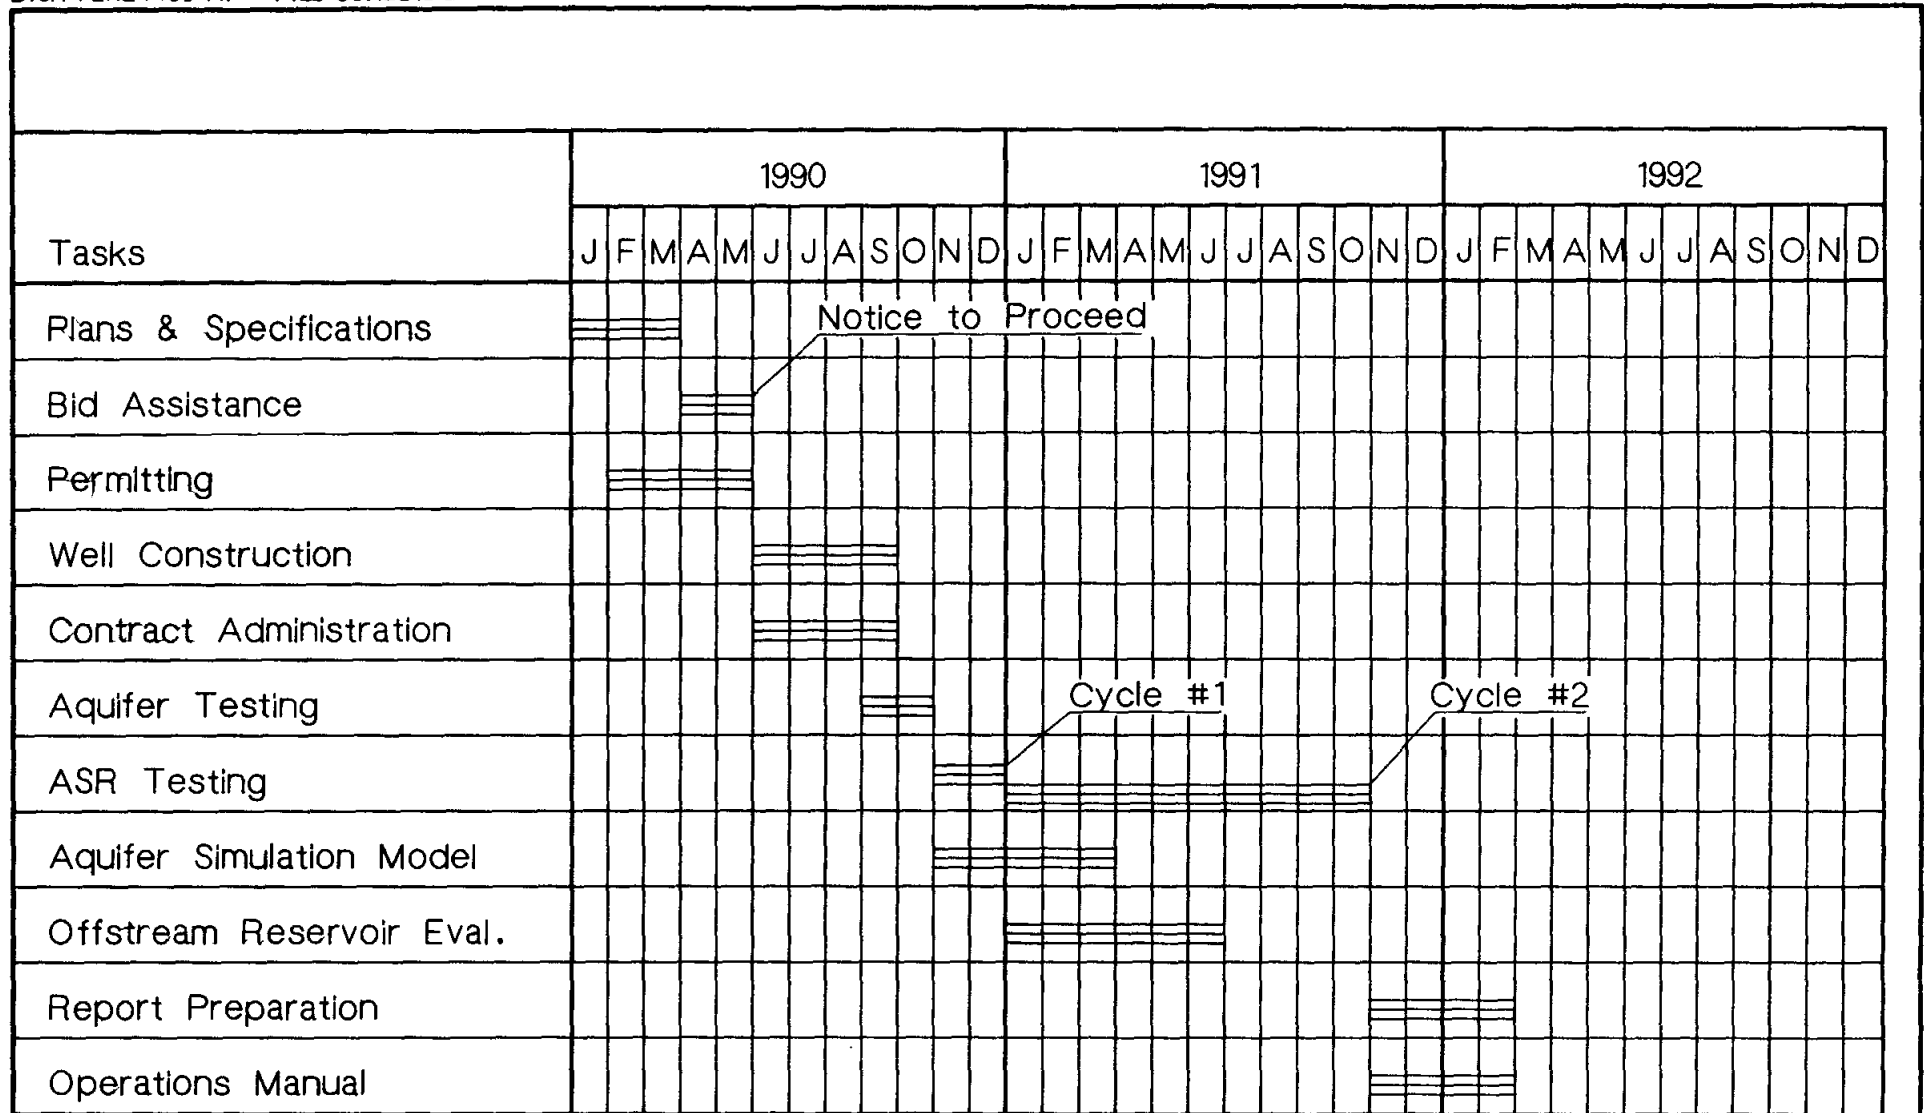 1990 1991 1992
Tasks J F M A M J J A S O N D J F M A M J J A S O N D J F M A M J J A S O N D
Notice to Proceed
Plans & Specifications
Bid Assistance
Permitting
Well Construction
Contract Administration
Cycle #1 Cycle #2
Aquifer Testing
ASR Testing
Aquifer Simulation Model
Offstream Reservoir Eval.
Report Preparation
Operations Manual